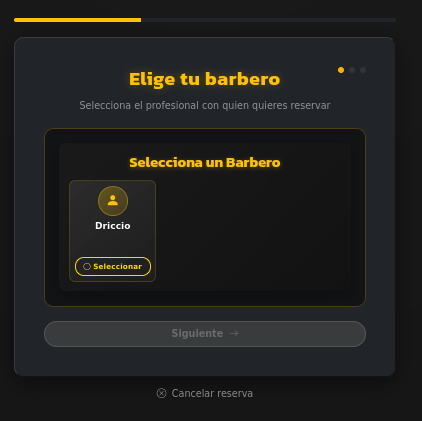 Elige tu barbero
Selecciona el profesional con quien quieres reservar
Selecciona un Barbero
Driccio
Seleccionar
Siguiente →
Cancelar reserva